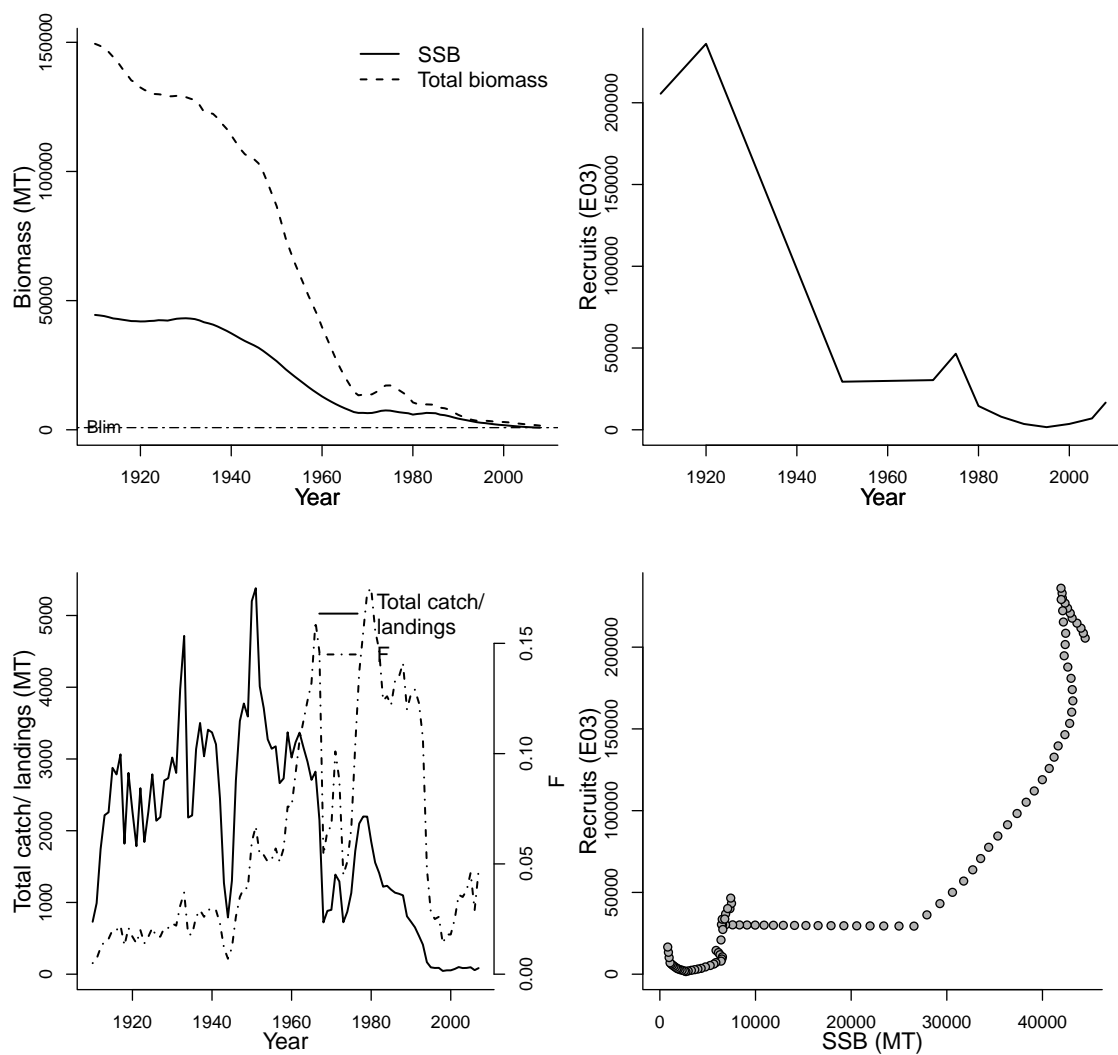 SSB
Total biomass
Biomass (MT)
150000
100000
50000
0
Blim
1920
1940
1960
1980
2000
Year
Recruits (E03)
200000
150000
100000
50000
0
1920
1940
1960
1980
2000
Year
Total catch/
landings
F
Total catch/ landings (MT)
5000
4000
3000
2000
1000
0
0.15
0.10
0.05
0.00
F
1920
1940
1960
1980
2000
Year
Recruits (E03)
200000
150000
100000
50000
0
0
10000
20000
30000
40000
SSB (MT)